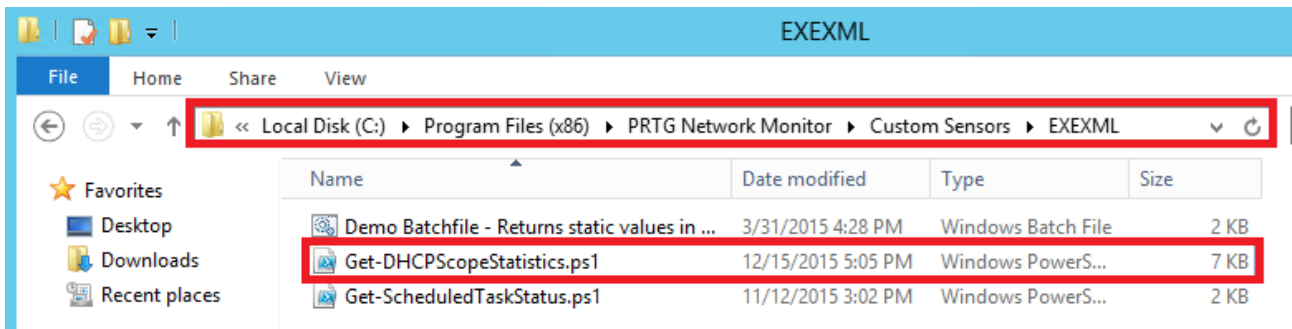 EXEXML
File Home Share View
« Local Disk (C:) ▸ Program Files (x86) ▸ PRTG Network Monitor ▸ Custom Sensors ▸ EXEXML
Favorites
Desktop
Downloads
Recent places
Name Date modified Type Size
Demo Batchfile - Returns static values in ... 3/31/2015 4:28 PM Windows Batch File 2 KB
Get-DHCPScopeStatistics.ps1 12/15/2015 5:05 PM Windows PowerS... 7 KB
Get-ScheduledTaskStatus.ps1 11/12/2015 3:02 PM Windows PowerS... 2 KB